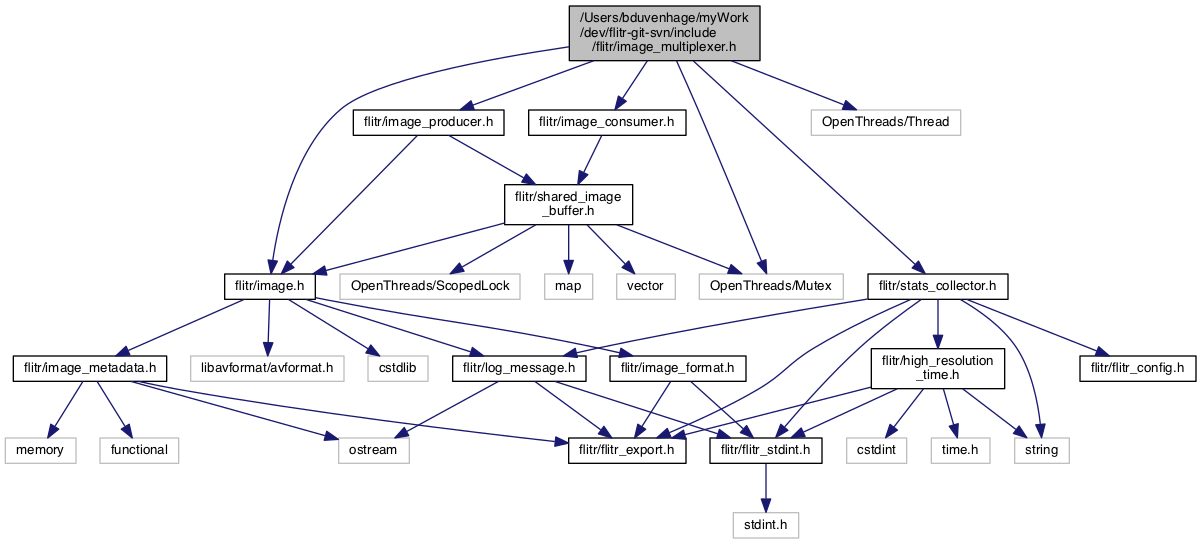 /Users/bduvenhage/myWork
/dev/flitr-git-svn/include
/flitr/image_multiplexer.h
flitr/image_producer.h
flitr/image_consumer.h
OpenThreads/Thread
flitr/shared_image
_buffer.h
flitr/image.h
OpenThreads/ScopedLock
map
vector
OpenThreads/Mutex
flitr/stats_collector.h
flitr/image_metadata.h
libavformat/avformat.h
cstdlib
flitr/log_message.h
flitr/image_format.h
flitr/high_resolution
_time.h
flitr/flitr_config.h
memory
functional
ostream
flitr/flitr_export.h
flitr/flitr_stdint.h
cstdint
time.h
string
stdint.h